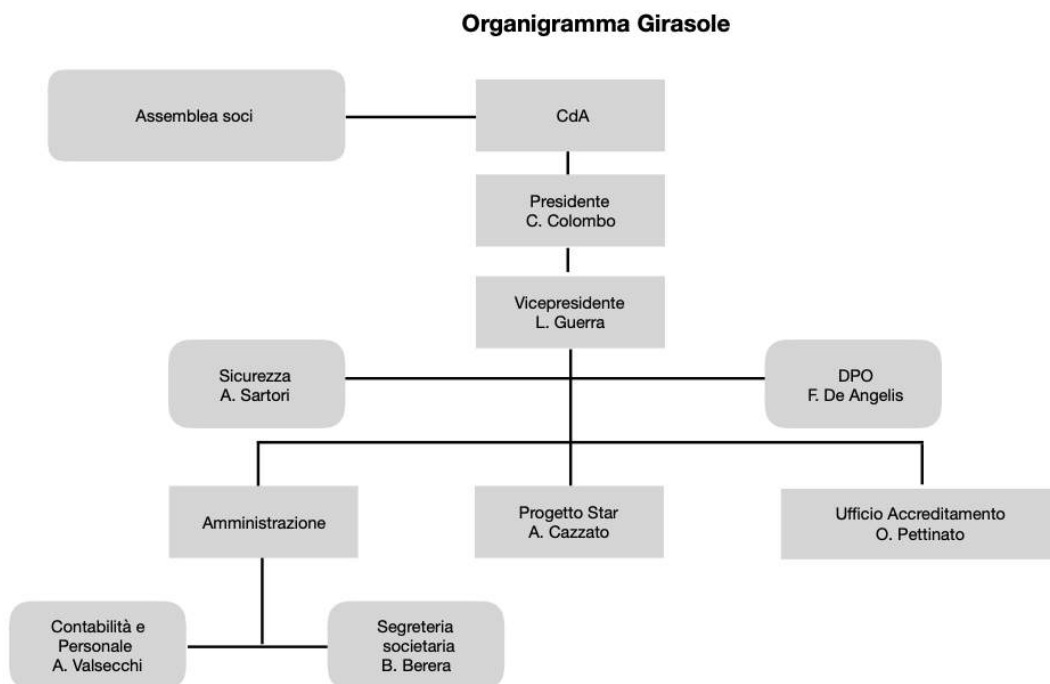 Organigramma Girasole
Assemblea soci
CdA
Presidente
C. Colombo
Vicepresidente
L. Guerra
Sicurezza
A. Sartori
DPO
F. De Angelis
Amministrazione
Progetto Star
A. Cazzato
Ufficio Accreditamento
O. Pettinato
Contabilità e
Personale
A. Valsecchi
Segreteria
societaria
B. Berera